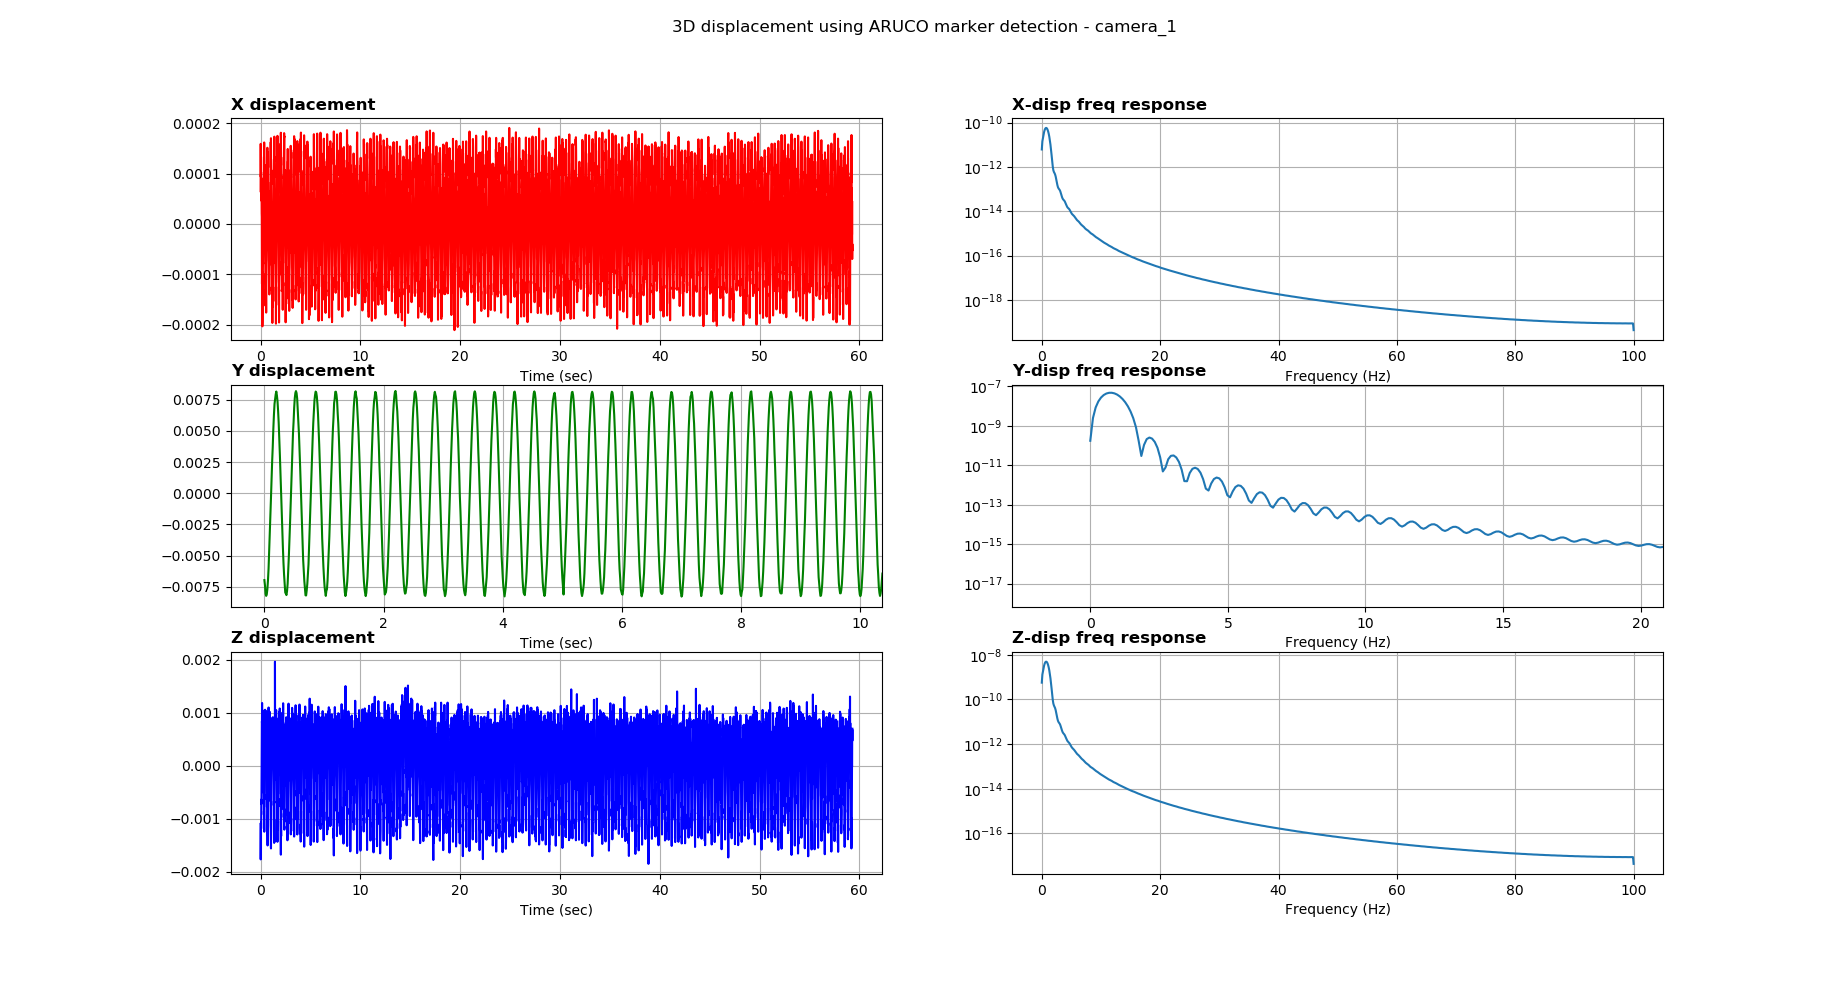 3D displacement using ARUCO marker detection - camera_1
X displacement
0.0002
0.0001
0.0000
−0.0001
−0.0002
0 10 20 30 40 50 60
Time (sec)
X-disp freq response
10⁻¹⁰
10⁻¹²
10⁻¹⁴
10⁻¹⁶
10⁻¹⁸
0 20 40 60 80 100
Frequency (Hz)
Y displacement
0.0075
0.0050
0.0025
0.0000
−0.0025
−0.0050
−0.0075
0 2 4 6 8 10
Time (sec)
Y-disp freq response
10⁻⁷
10⁻⁹
10⁻¹¹
10⁻¹³
10⁻¹⁵
10⁻¹⁷
0 5 10 15 20
Frequency (Hz)
Z displacement
0.002
0.001
0.000
−0.001
−0.002
0 10 20 30 40 50 60
Time (sec)
Z-disp freq response
10⁻⁸
10⁻¹⁰
10⁻¹²
10⁻¹⁴
10⁻¹⁶
0 20 40 60 80 100
Frequency (Hz)